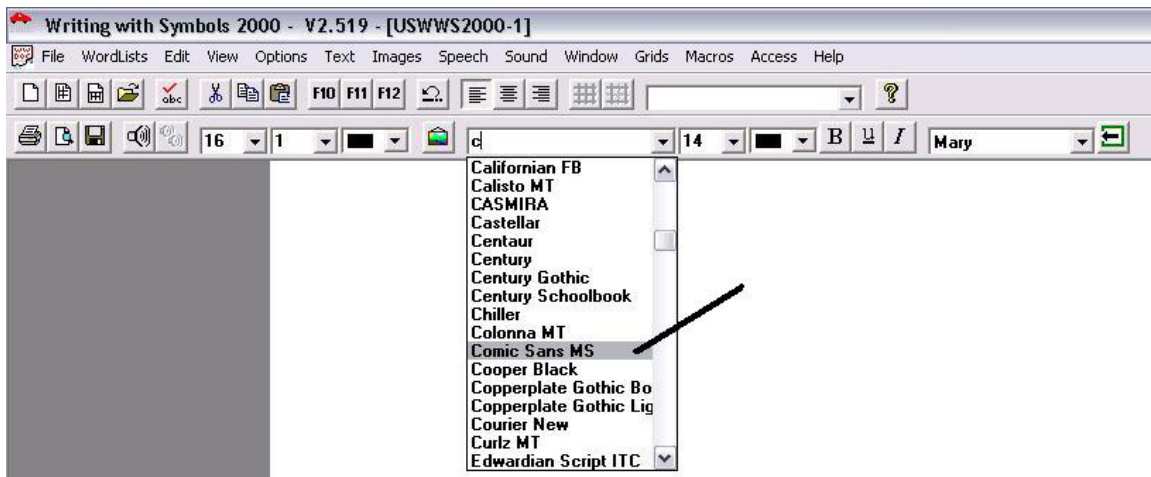 Writing with Symbols 2000 - V2.519 - [USWWS2000-1]
File WordLists Edit View Options Text Images Speech Sound Window Grids Macros Access Help
abc F10 F11 F12 ?
16 1 c 14 B u I Mary
Californian FB
Calisto MT
CASMIRA
Castellar
Centaur
Century
Century Gothic
Century Schoolbook
Chiller
Colonna MT
Comic Sans MS
Cooper Black
Copperplate Gothic Bo
Copperplate Gothic Lig
Courier New
Curlz MT
Edwardian Script ITC